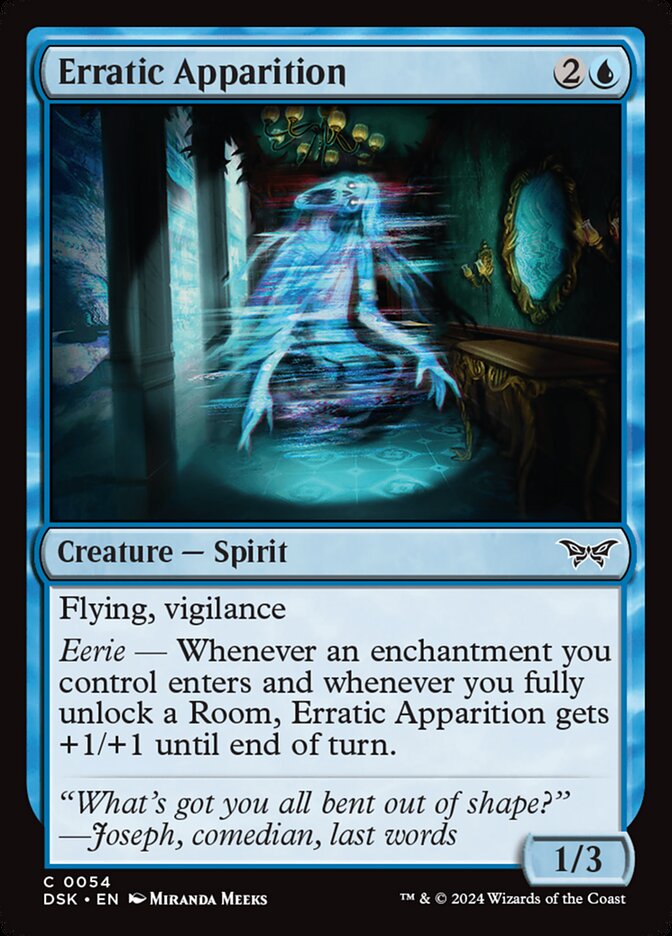 Erratic Apparition 2
Creature — Spirit
Flying, vigilance
Eerie — Whenever an enchantment you
control enters and whenever you fully
unlock a Room, Erratic Apparition gets
+1/+1 until end of turn.
“What’s got you all bent out of shape?”
—Joseph, comedian, last words
1/3
C 0054
DSK • EN Miranda Meeks
™ & © 2024 Wizards of the Coast